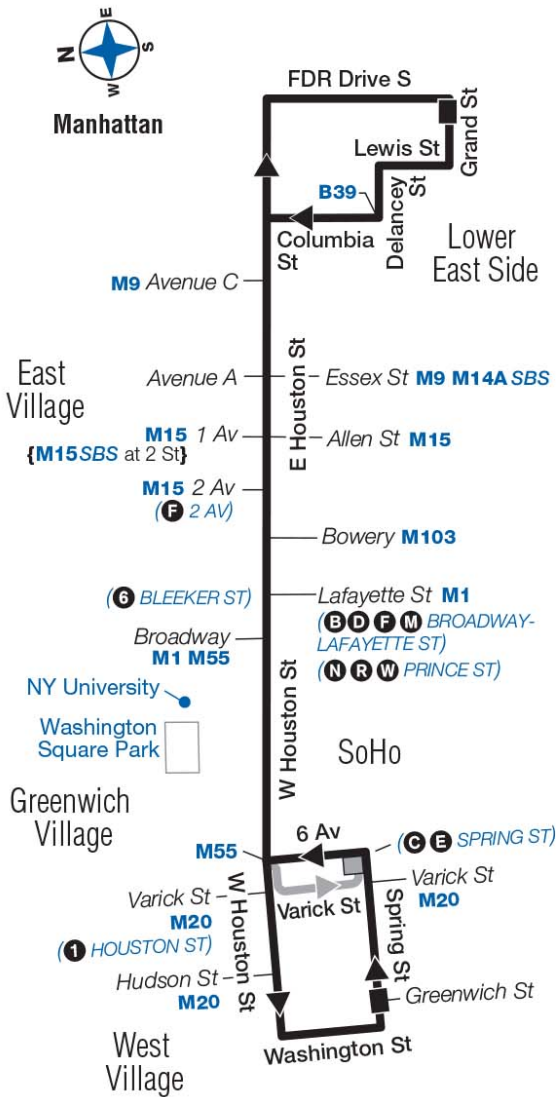 E
N
S
W
Manhattan
FDR Drive S
Grand St
Lewis St
Delancey
St
B39
Columbia
St
Lower
East Side
M9 Avenue C
East
Village
Avenue A
E Houston St
Essex St M9 M14A SBS
M15 1 Av
{M15 SBS at 2 St}
Allen St M15
M15 2 Av
(F 2 AV)
Bowery M103
(6 BLEEKER ST)
Lafayette St M1
(B D F M BROADWAY-
LAFAYETTE ST)
(N R W PRINCE ST)
Broadway
M1 M55
NY University
Washington
Square Park
W Houston St
SoHo
Greenwich
Village
6 Av
M55
(C E SPRING ST)
Varick St
M20
Varick St
M20
Varick St
(1 HOUSTON ST)
W Houston St
Spring St
Hudson St
M20
Greenwich St
Washington St
West
Village